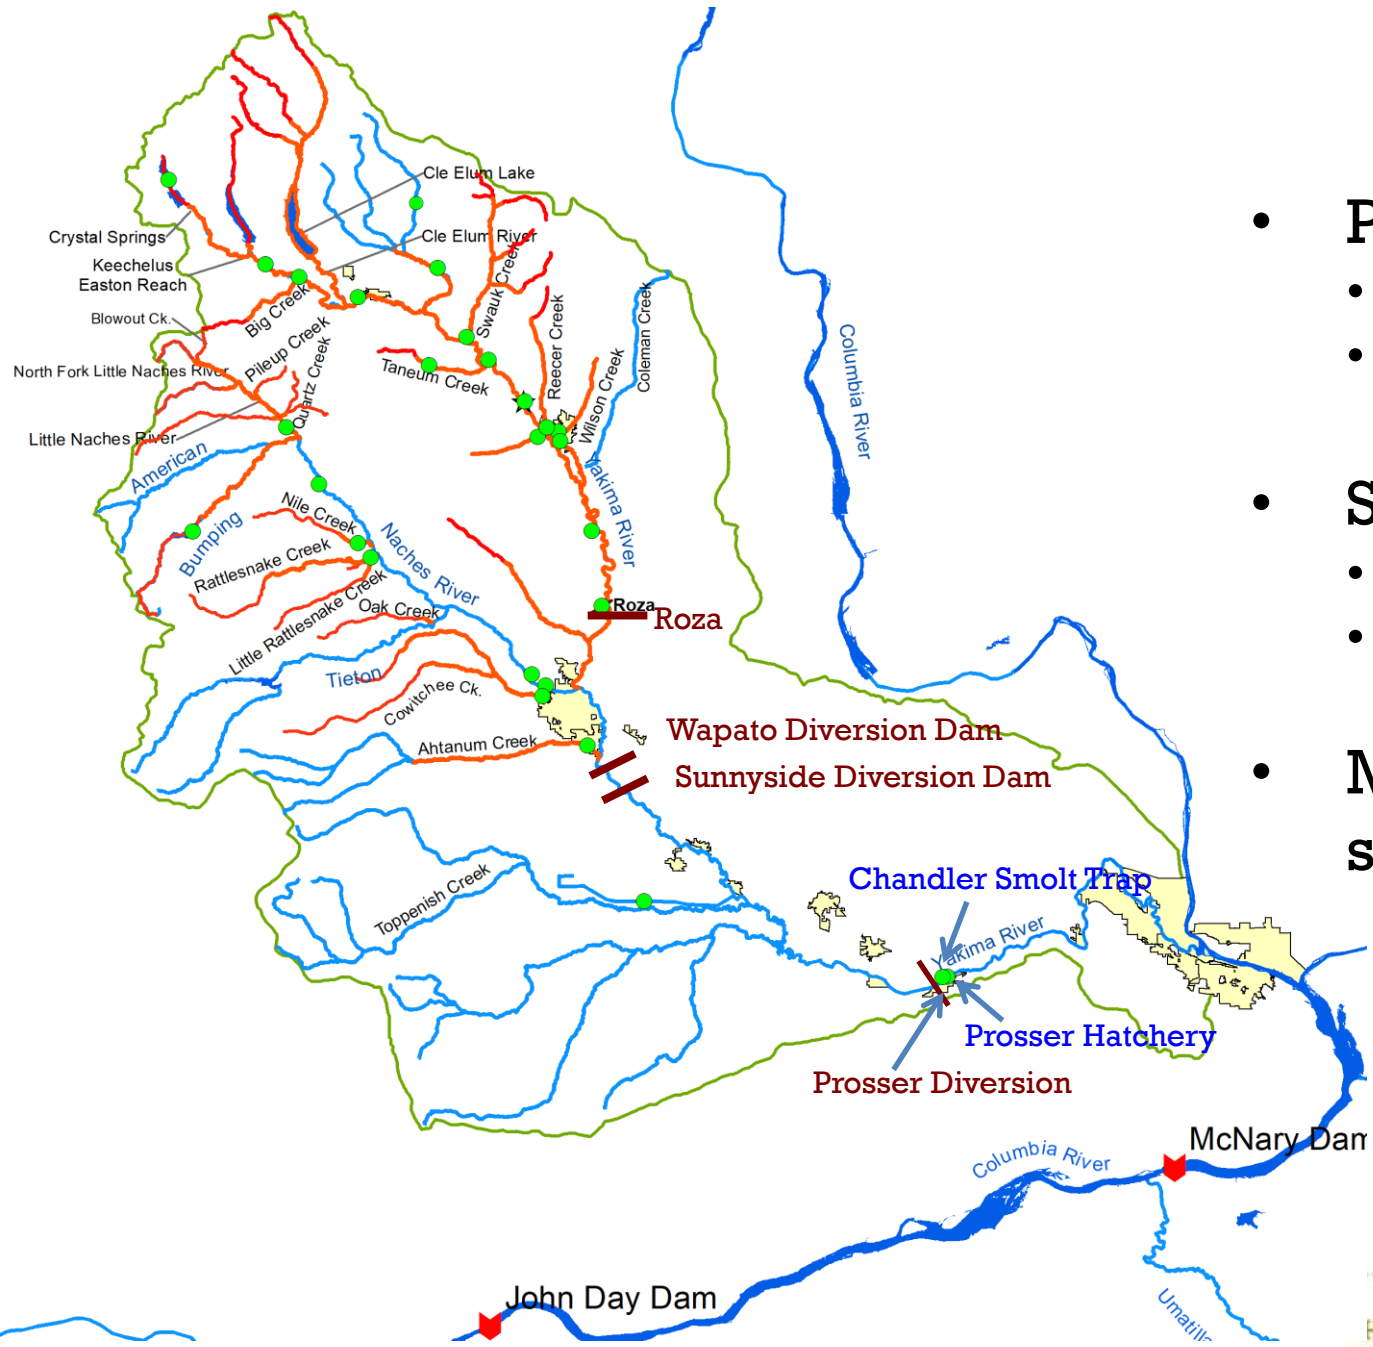 Cle Elum Lake
Crystal Springs
Cle Elum River
Keechelus
Easton Reach
Big Creek
Blowout Ck.
Pileup Creek
North Fork Little Naches River
Quartz Creek
Little Naches River
American
Swauk Creek
Taneum Creek
Reecer Creek
Wilson Creek
Coleman Creek
Columbia River
Yakima River
Bumping
Nile Creek
Rattlesnake Creek
Little Rattlesnake Creek
Oak Creek
Naches River
Roza
Roza
Tieton
Cowitchee Ck.
Ahtanum Creek
Wapato Diversion Dam
Sunnyside Diversion Dam
Toppenish Creek
Chandler Smolt Trap
Yakima River
Prosser Hatchery
Prosser Diversion
McNary Dam
Columbia River
John Day Dam
Umatilla
• P
•
•
• S
•
•
• M
s